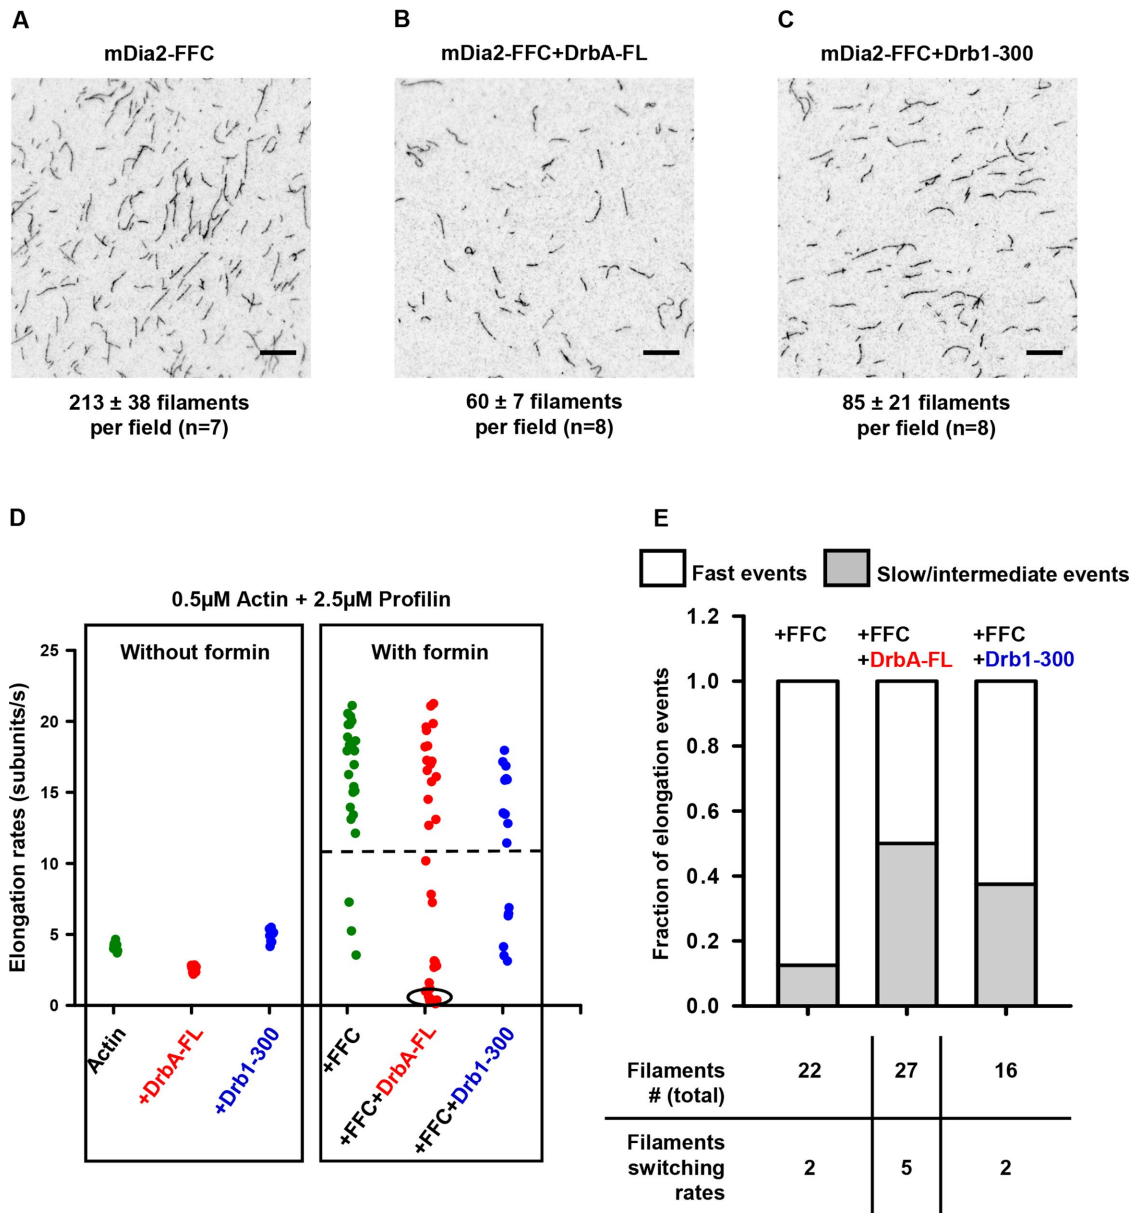 A
mDia2-FFC
213 ± 38 filaments
per field (n=7)
B
mDia2-FFC+DrbA-FL
60 ± 7 filaments
per field (n=8)
C
mDia2-FFC+Drb1-300
85 ± 21 filaments
per field (n=8)
D
0.5µM Actin + 2.5µM Profilin
Without formin
With formin
Elongation rates (subunits/s)
25
20
15
10
5
0
Actin
+DrbA-FL
+Drb1-300
+FFC
+FFC+DrbA-FL
+FFC+Drb1-300
E
Fast events
Slow/intermediate events
Fraction of elongation events
1.2
1.0
0.8
0.6
0.4
0.2
0.0
+FFC
+FFC
+DrbA-FL
+FFC
+Drb1-300
Filaments
# (total)
22
27
16
Filaments
switching
rates
2
5
2